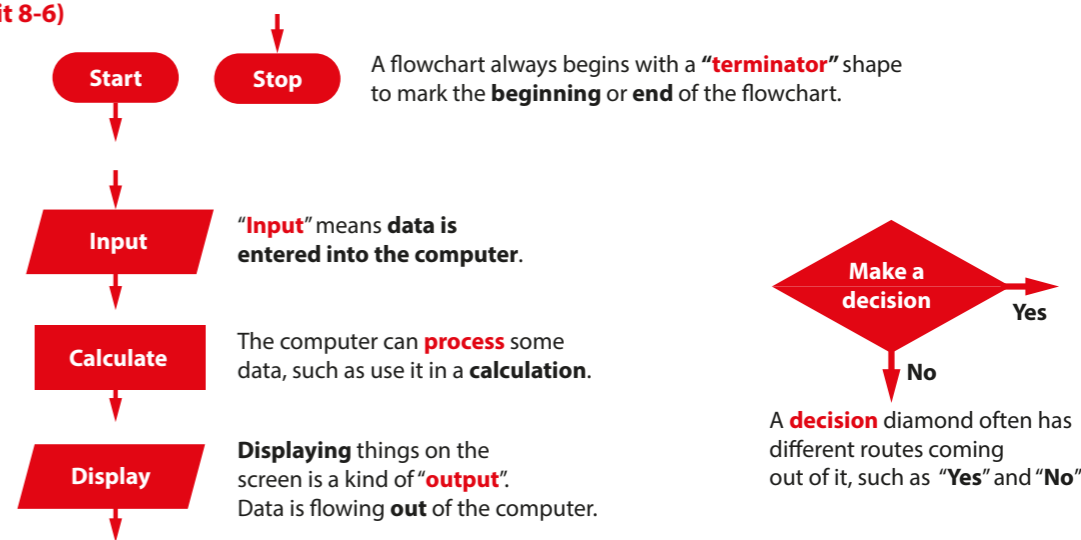 it 8-6)
Start
Stop
A flowchart always begins with a “terminator” shape
to mark the beginning or end of the flowchart.
Input
“Input” means data is
entered into the computer.
Calculate
The computer can process some
data, such as use it in a calculation.
Display
Displaying things on the
screen is a kind of “output”.
Data is flowing out of the computer.
Make a
decision
Yes
No
A decision diamond often has
different routes coming
out of it, such as “Yes” and “No”